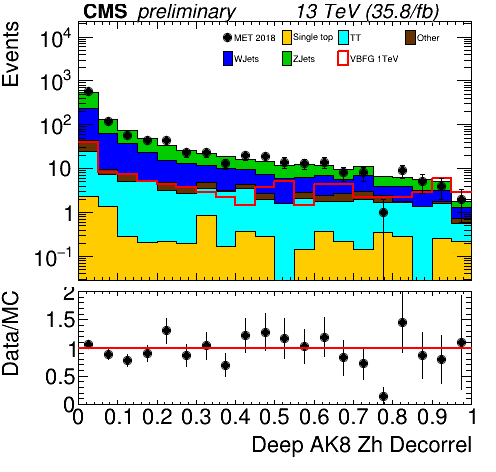 CMS preliminary 13 TeV (35.8/fb)
Events
MET 2018 Single top TT Other
WJets ZJets VBFG 1TeV
10⁴
10³
10²
10
1
10⁻¹
Data/MC
2
1.5
1
0.5
0
0 0.1 0.2 0.3 0.4 0.5 0.6 0.7 0.8 0.9 1
Deep AK8 Zh Decorrel